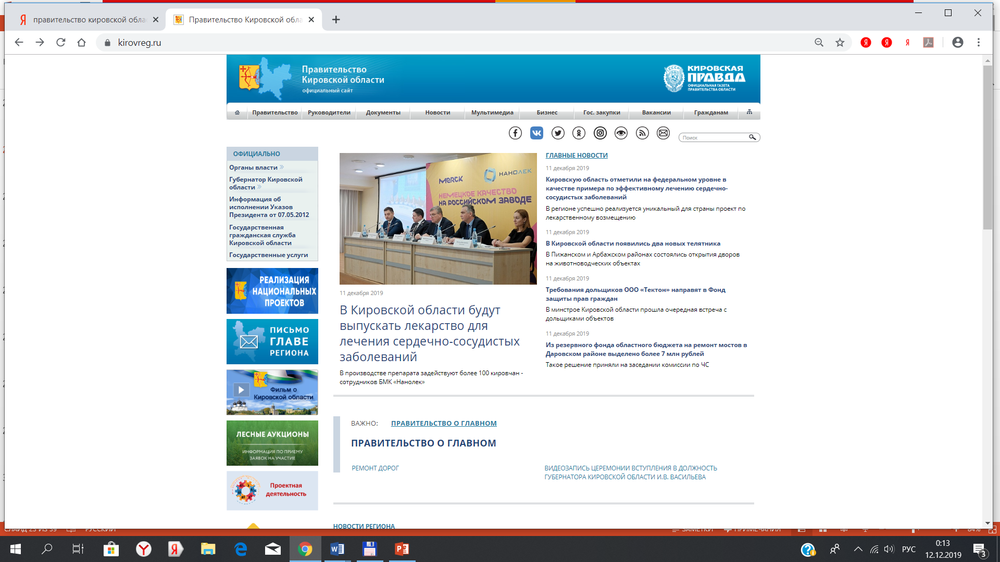 правительство кировской обла
Правительство Кировской обла
kirovreg.ru
Правительство
Кировской области
официальный сайт
СССР
КИРОВСКАЯ
ПРАВДА
ОФИЦИАЛЬНАЯ ГАЗЕТА
ПРАВИТЕЛЬСТВА ОБЛАСТИ
Правительство
Руководители
Документы
Новости
Мультимедиа
Бизнес
Гос. закупки
Вакансии
Гражданам
Поиск
ОФИЦИАЛЬНО
Органы власти
Губернатор Кировской
области
Информация об
исполнении Указов
Президента от 07.05.2012
Государственная
гражданская служба
Кировской области
Государственные услуги
РЕАЛИЗАЦИЯ
НАЦИОНАЛЬНЫХ
ПРОЕКТОВ
ПИСЬМО
ГЛАВЕ
РЕГИОНА
Фильм о
Кировской области
ЛЕСНЫЕ АУКЦИОНЫ
ИНФОРМАЦИЯ ПО ПРИЕМУ
ЗАЯВОК НА УЧАСТИЕ
Проектная
деятельность
MERCK
НАНОЛЕК
НЕМЕЦКОЕ КАЧЕСТВО
НА РОССИЙСКОМ ЗАВОДЕ
11 декабря 2019
В Кировской области будут
выпускать лекарство для
лечения сердечно-сосудистых
заболеваний
В производстве препарата задействуют более 100 кировчан -
сотрудников БМК «Нанолек»
ГЛАВНЫЕ НОВОСТИ
11 декабря 2019
Кировскую область отметили на федеральном уровне в
качестве примера по эффективному лечению сердечно-
сосудистых заболеваний
В регионе успешно реализуется уникальный для страны проект по
лекарственному возмещению
11 декабря 2019
В Кировской области появились два новых телятника
В Пижанском и Арбажском районах состоялись открытия дворов
на животноводческих объектах
11 декабря 2019
Требования дольщиков ООО «Тектон» направят в Фонд
защиты прав граждан
В минстрое Кировской области прошла очередная встреча с
дольщиками объектов
11 декабря 2019
Из резервного фонда областного бюджета на ремонт мостов в
Даровском районе выделено более 7 млн рублей
Такое решение приняли на заседании комиссии по ЧС
ВАЖНО: ПРАВИТЕЛЬСТВО О ГЛАВНОМ
ПРАВИТЕЛЬСТВО О ГЛАВНОМ
РЕМОНТ ДОРОГ
ВИДЕОЗАПИСЬ ЦЕРЕМОНИИ ВСТУПЛЕНИЯ В ДОЛЖНОСТЬ
ГУБЕРНАТОРА КИРОВСКОЙ ОБЛАСТИ И.В. ВАСИЛЬЕВА
НОВОСТИ РЕГИОНА
СЛАЙД 25 ИЗ 39
РУССКИЙ
ЗАМЕТКИ
ПРИМЕЧАНИЯ
84%
РУС
0:13
12.12.2019
3